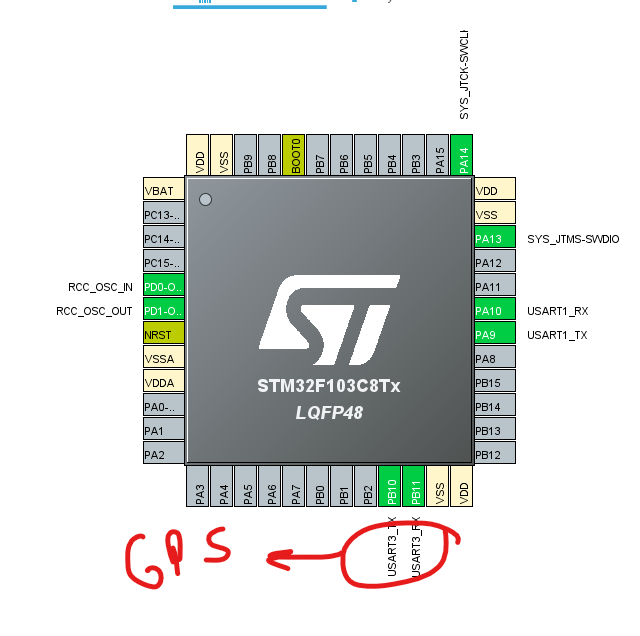 SYS_JTCK-SWCLK
VDD VSS PB9 PB8 BOOT0 PB7 PB6 PB5 PB4 PB3 PA15 PA14
VBAT VDD
PC13-.. VSS
PC14-.. PA13 SYS_JTMS-SWDIO
PC15-.. PA12
RCC_OSC_IN PD0-O.. PA11
RCC_OSC_OUT PD1-O.. PA10 USART1_RX
NRST PA9 USART1_TX
VSSA PA8
VDDA PB15
PA0-.. PB14
PA1 PB13
PA2 PB12
STM32F103C8Tx
LQFP48
PA3 PA4 PA5 PA6 PA7 PB0 PB1 PB2 PB10 PB11 VSS VDD
USART3_TX USART3_RX
GPS